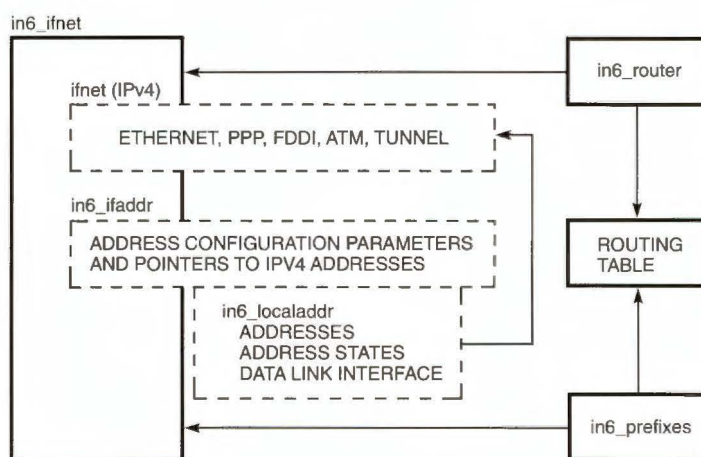 in6_ifnet
in6_router
ifnet (IPv4)
ETHERNET, PPP, FDDI, ATM, TUNNEL
in6_ifaddr
ADDRESS CONFIGURATION PARAMETERS
AND POINTERS TO IPV4 ADDRESSES
ROUTING
TABLE
in6_localaddr
ADDRESSES
ADDRESS STATES
DATA LINK INTERFACE
in6_prefixes